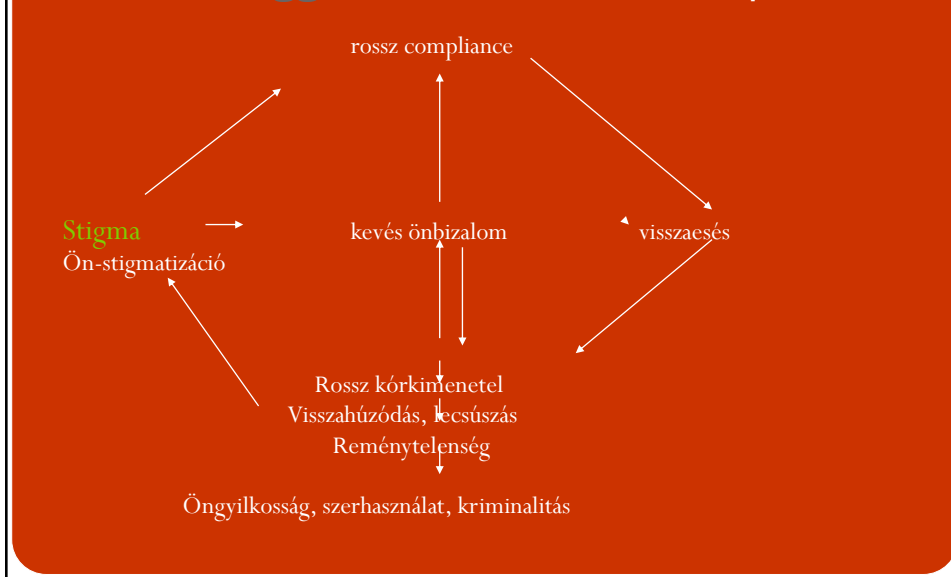 rossz compliance
Stigma kevés önbizalom visszaesés
Ön-stigmatizáció
Rossz kórkimenetel
Visszahúzódás, lecsúszás
Reménytelenség
Öngyilkosság, szerhasználat, kriminalitás